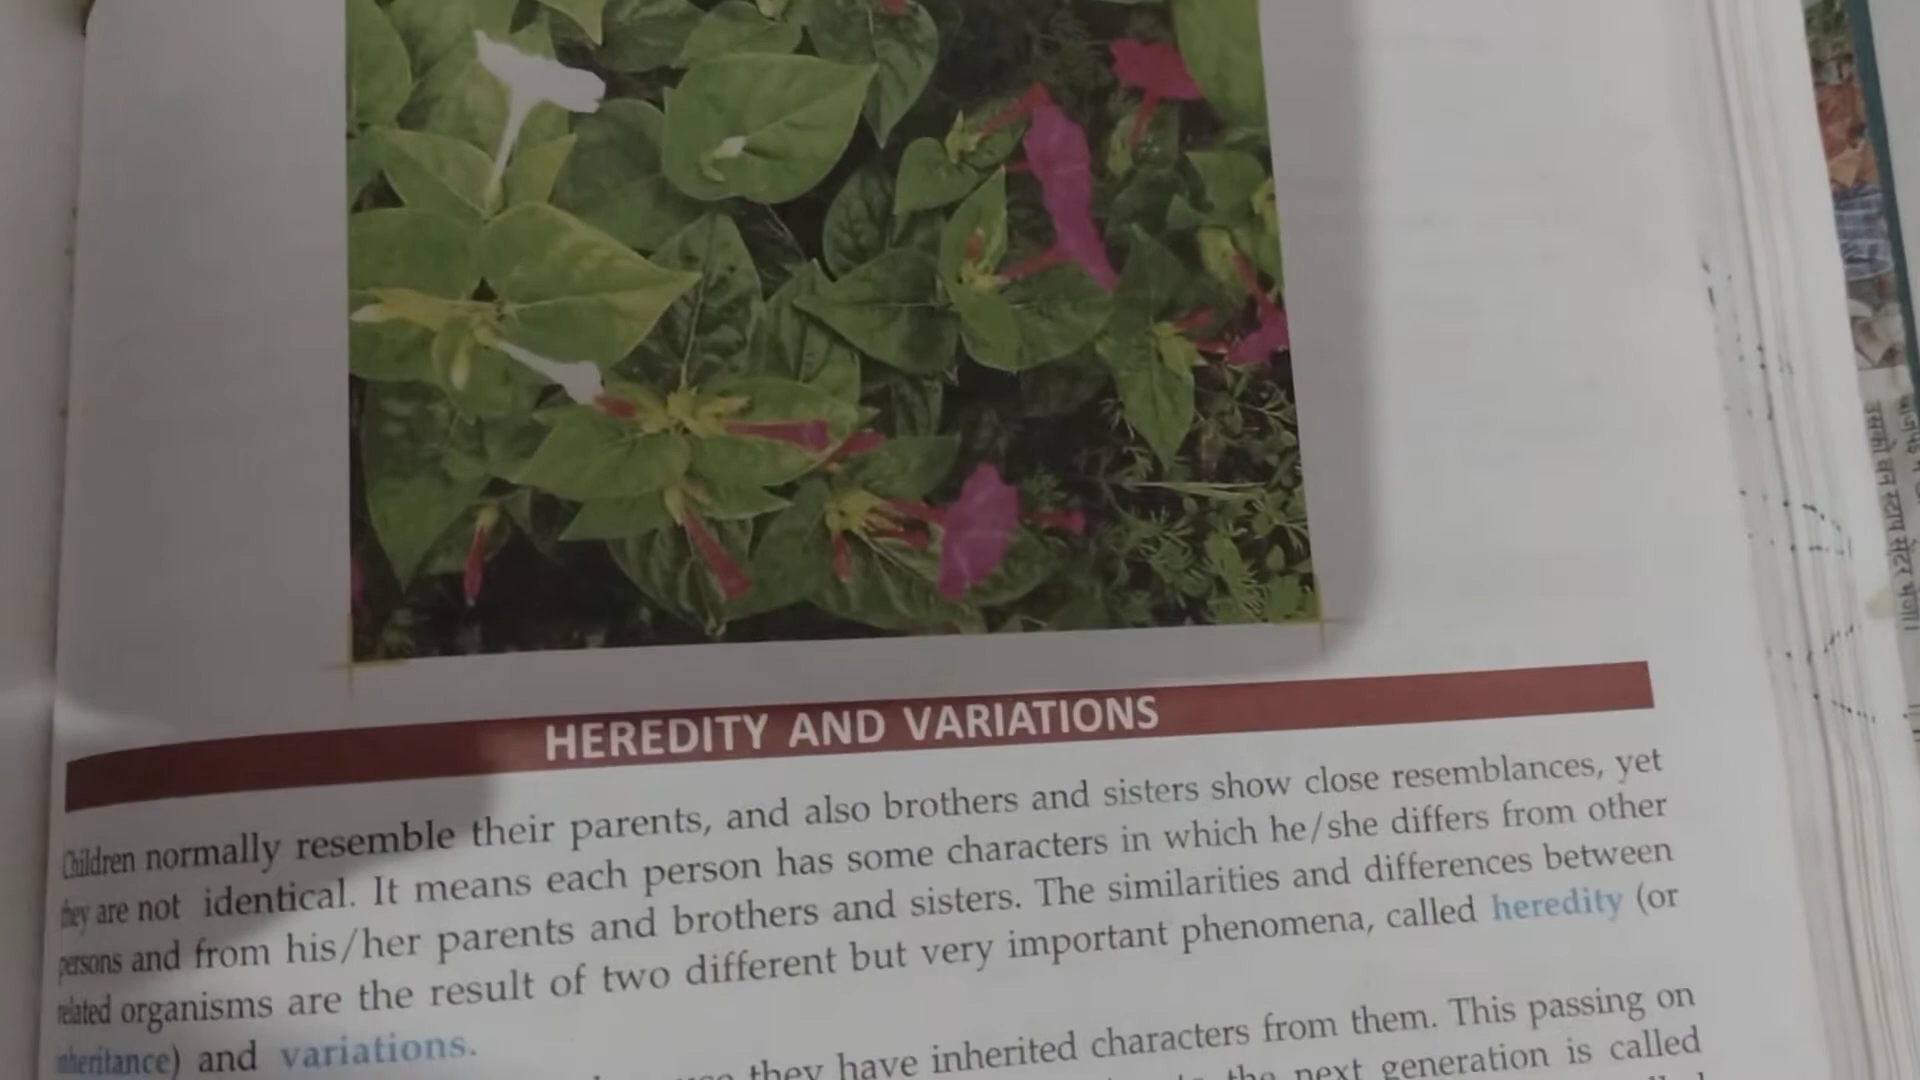 HEREDITY AND VARIATIONS
Children normally resemble their parents, and also brothers and sisters show close resemblances, yet
they are not identical. It means each person has some characters in which he/she differs from other
persons and from his/her parents and brothers and sisters. The similarities and differences between
related organisms are the result of two different but very important phenomena, called heredity (or
inheritance) and variations.
they have inherited characters from them. This passing on
the next generation is called